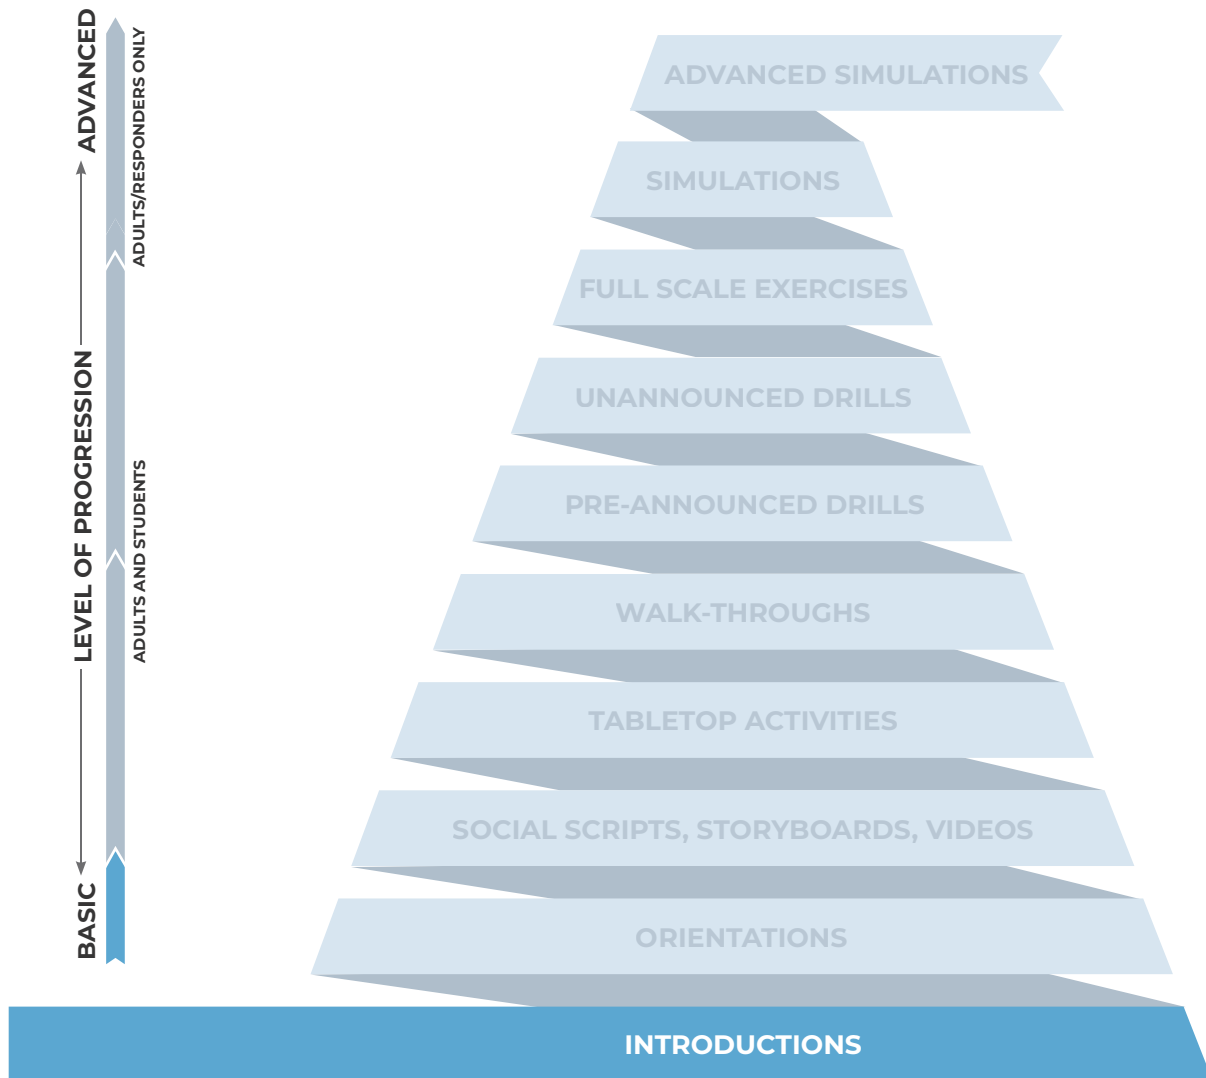 ADVANCED
ADULTS/RESPONDERS ONLY
LEVEL OF PROGRESSION
ADULTS AND STUDENTS
BASIC
ADVANCED SIMULATIONS
SIMULATIONS
FULL SCALE EXERCISES
UNANNOUNCED DRILLS
PRE-ANNOUNCED DRILLS
WALK-THROUGHS
TABLETOP ACTIVITIES
SOCIAL SCRIPTS, STORYBOARDS, VIDEOS
ORIENTATIONS
INTRODUCTIONS